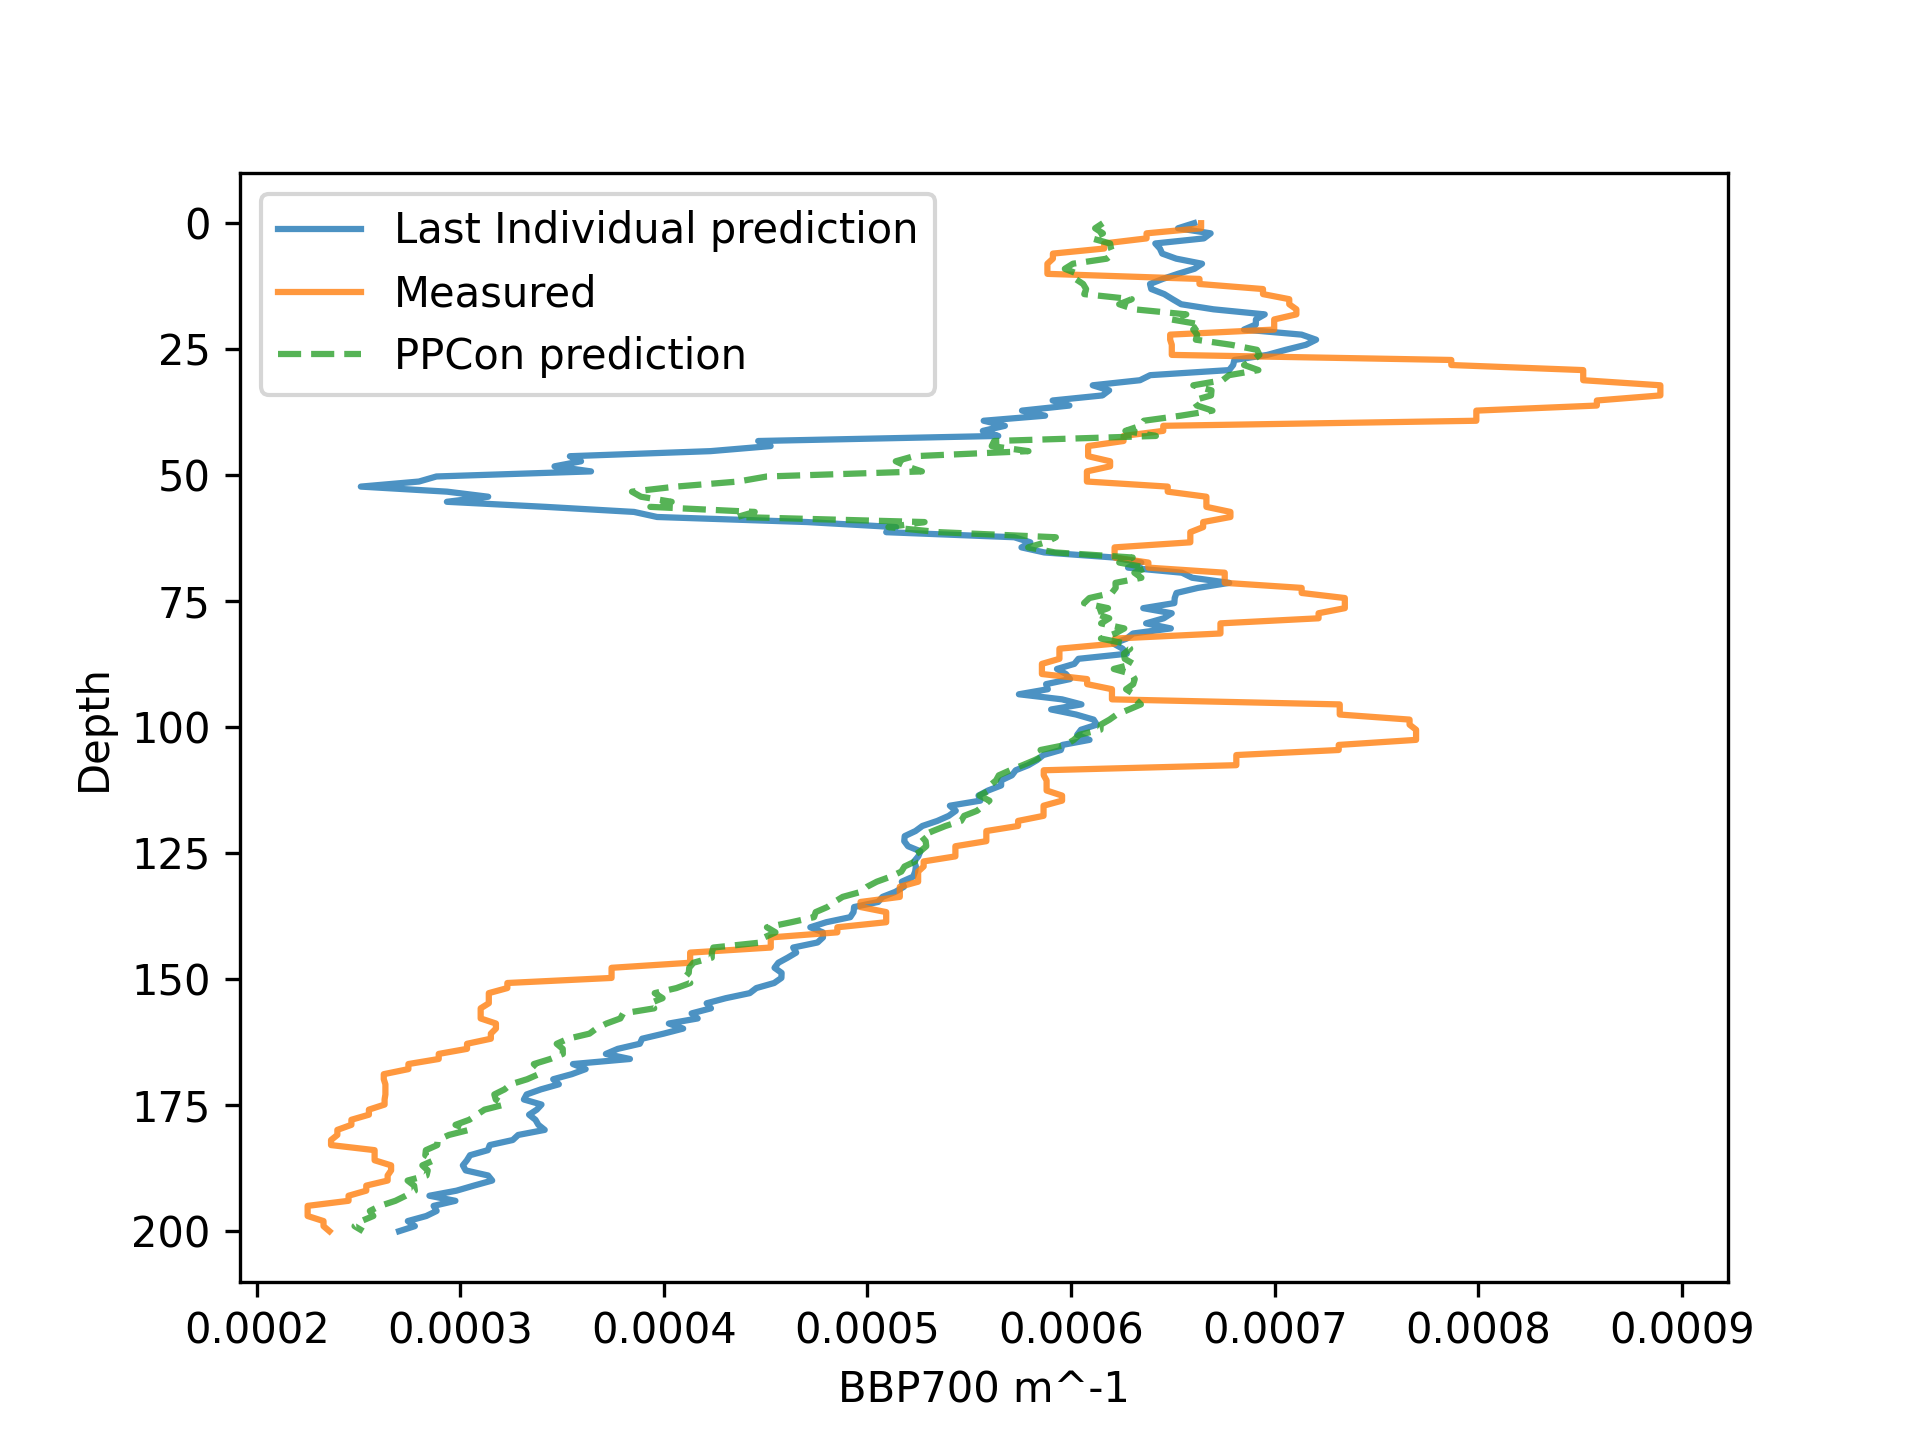 Last Individual prediction
Measured
PPCon prediction
0
25
50
75
100
125
150
175
200
Depth
0.0002 0.0003 0.0004 0.0005 0.0006 0.0007 0.0008 0.0009
BBP700 m^-1